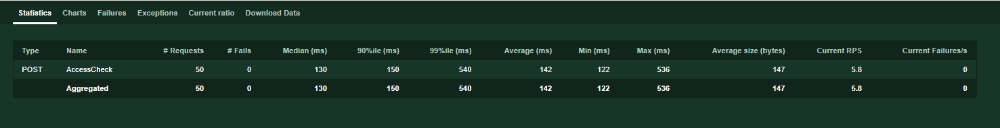 Statistics Charts Failures Exceptions Current ratio Download Data
Type Name # Requests # Fails Median (ms) 90%ile (ms) 99%ile (ms) Average (ms) Min (ms) Max (ms) Average size (bytes) Current RPS Current Failures/s
POST AccessCheck 50 0 130 150 540 142 122 536 147 5.8 0
Aggregated 50 0 130 150 540 142 122 536 147 5.8 0